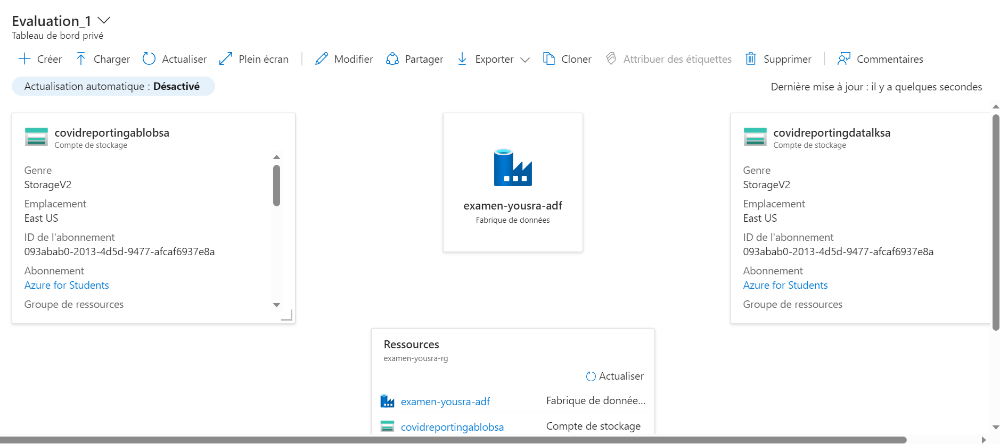 Evaluation_1
Tableau de bord privé
Créer Charger Actualiser Plein écran Modifier Partager Exporter Cloner Attribuer des étiquettes Supprimer Commentaires
Actualisation automatique : Désactivé
Dernière mise à jour : il y a quelques secondes
covidreportingablobsa
Compte de stockage
Genre
StorageV2
Emplacement
East US
ID de l'abonnement
093abab0-2013-4d5d-9477-afcaf6937e8a
Abonnement
Azure for Students
Groupe de ressources
examen-yousra-adf
Fabrique de données
covidreportingdatalksa
Compte de stockage
Genre
StorageV2
Emplacement
East US
ID de l'abonnement
093abab0-2013-4d5d-9477-afcaf6937e8a
Abonnement
Azure for Students
Groupe de ressources
Ressources
examen-yousra-rg
Actualiser
examen-yousra-adf Fabrique de donnée...
covidreportingablobsa Compte de stockage